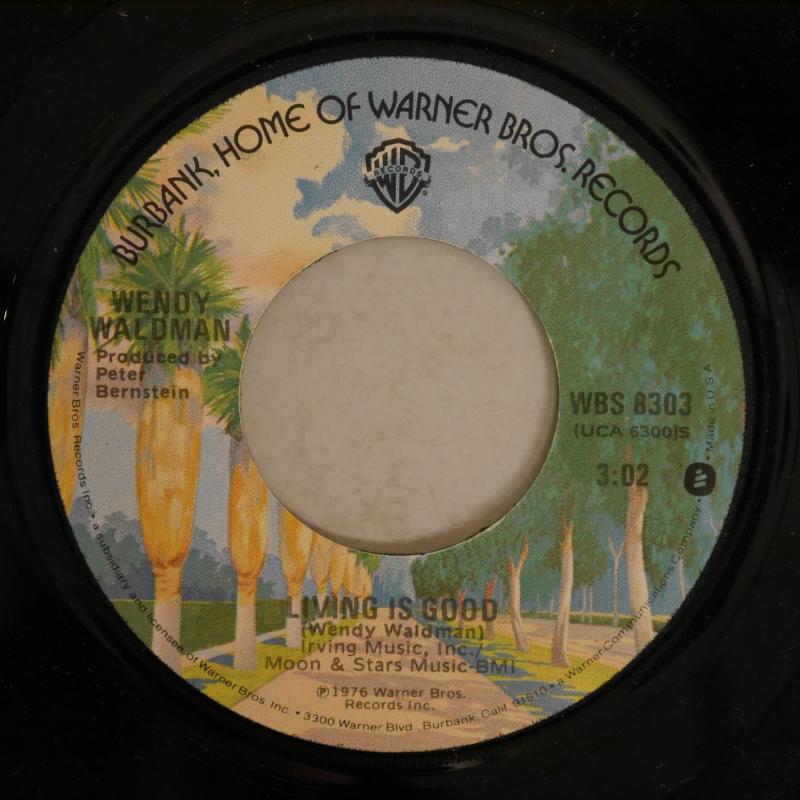 BURBANK, HOME OF WARNER BROS. RECORDS
WB
RECORDS
®
WENDY
WALDMAN
Produced by
Peter
Bernstein
WBS 8303
(UCA 6300)S
3:02
LIVING IS GOOD
(Wendy Waldman)
Irving Music, Inc./
Moon & Stars Music-BMI
℗1976 Warner Bros.
Records Inc.
Warner Bros. Records Inc. • a subsidiary and licensee of Warner Bros. Inc. • 3300 Warner Blvd., Burbank, Calif. 91510 • a Warner Communications Company • Made in U S A